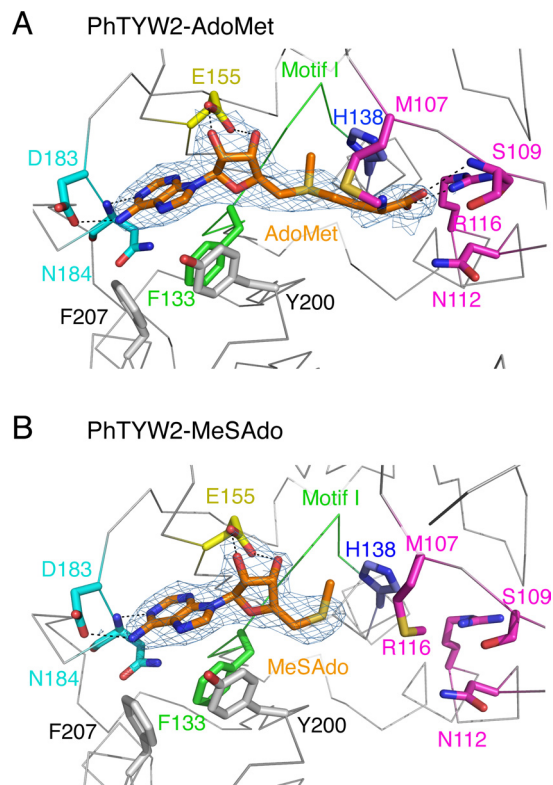 A PhTYW2-AdoMet
E155
Motif I
M107
H138
D183
S109
R116
AdoMet
N184
F133
Y200
N112
F207
B PhTYW2-MeSAdo
E155
Motif I
H138
M107
D183
S109
R116
MeSAdo
N184
F207
F133
Y200
N112